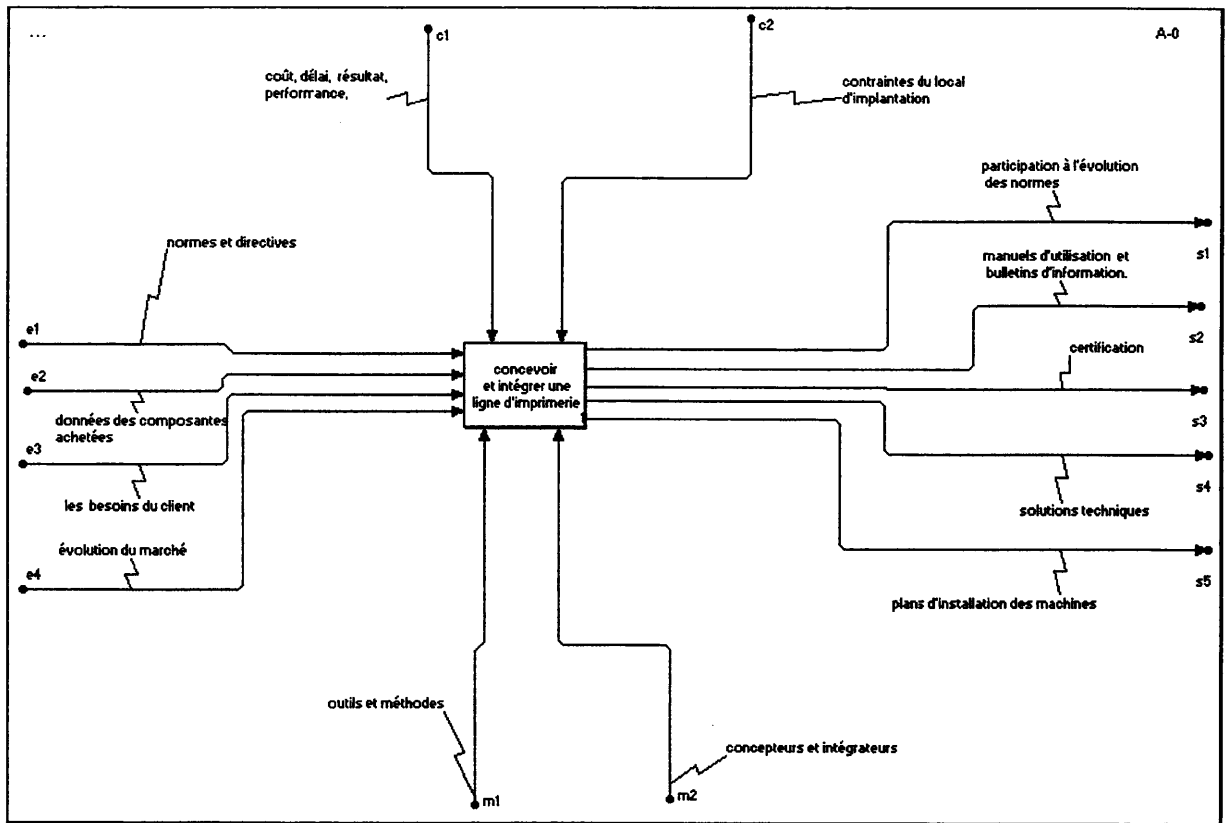 ...
c1
c2
A-0
coût, délai, résultat,
performance,
contraintes du local
d'implantation
participation à l'évolution
des normes
s1
normes et directives
manuels d'utilisation et
bulletins d'information.
s2
e1
certification
s3
e2
données des composantes
achetées
concevoir
et intégrer une
ligne d'imprimerie
e3
les besoins du client
s4
solutions techniques
évolution du marché
e4
s5
plans d'installation des machines
outils et méthodes
concepteurs et intégrateurs
m1
m2